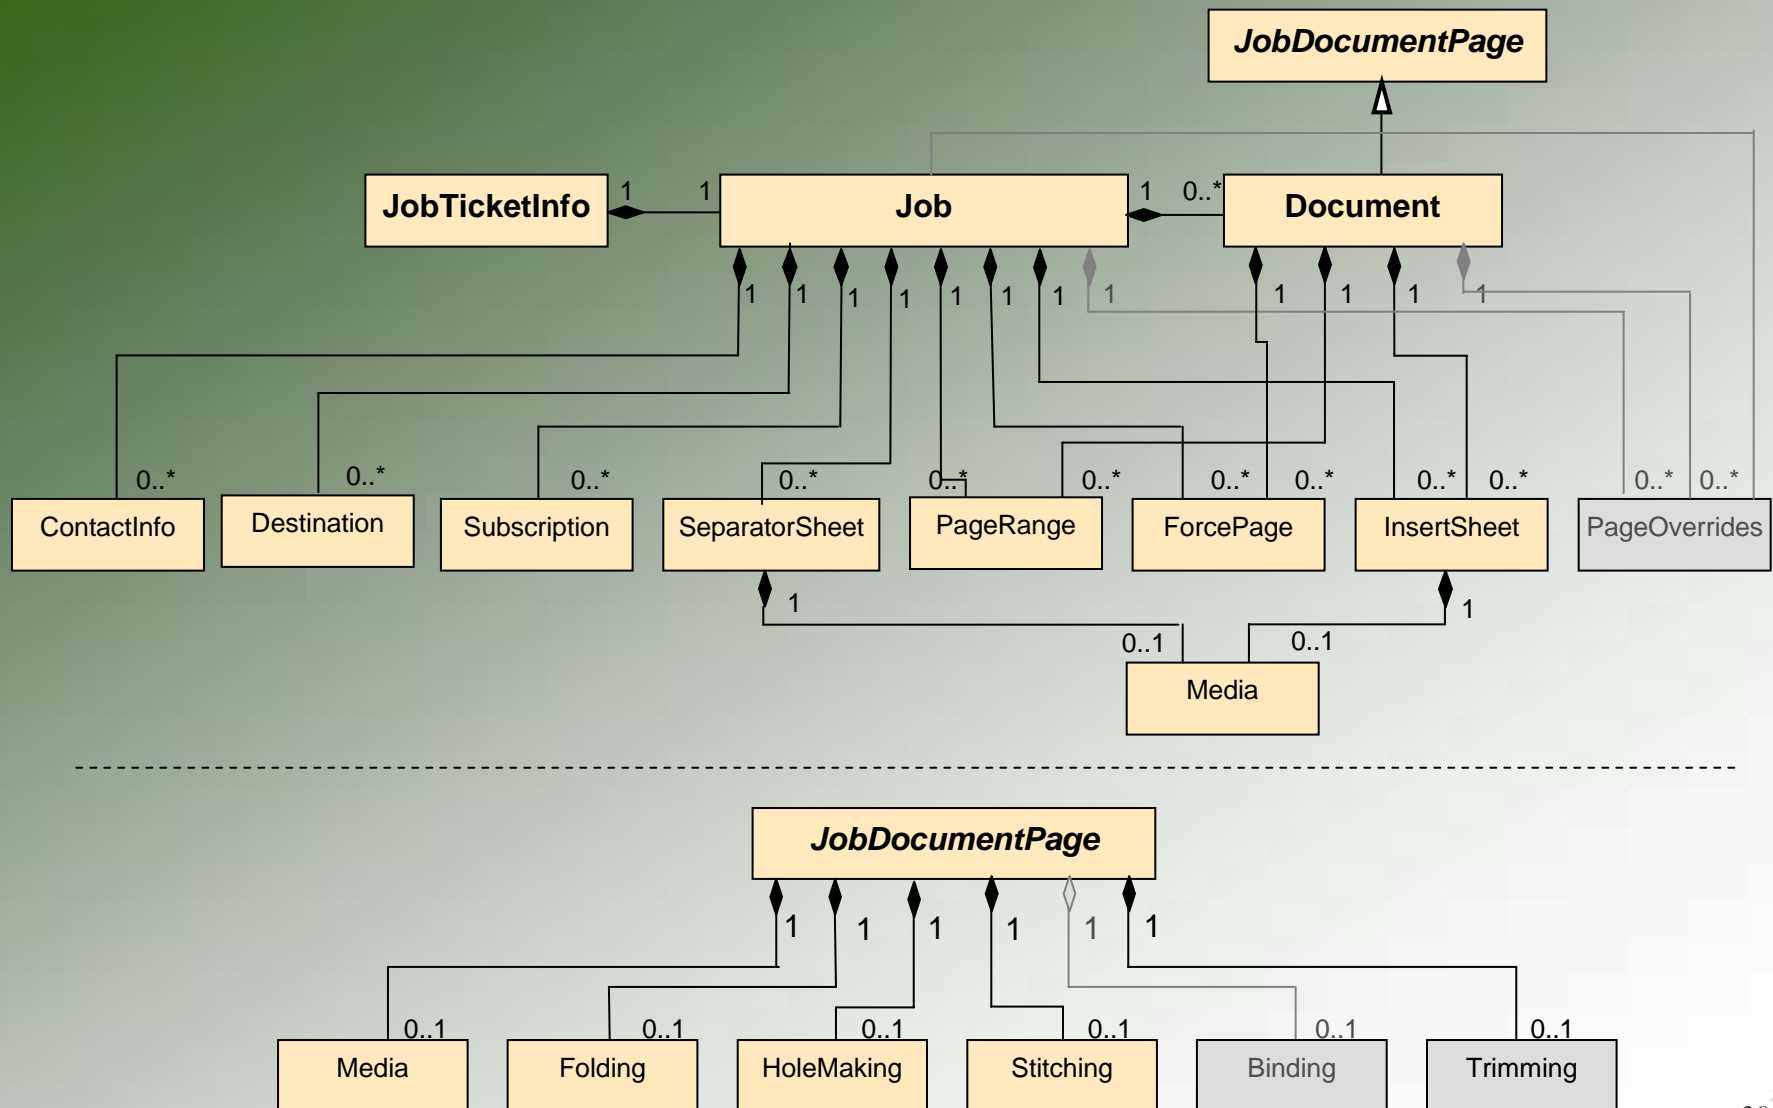 JobDocumentPage
JobTicketInfo 1 1 Job 1 0..* Document
1 1 1 1 1 1 1 1 1 1 1 1
0..* 0..* 0..* 0..* 0..* 0..* 0..* 0..* 0..* 0..* 0..* 0..*
ContactInfo Destination Subscription SeparatorSheet PageRange ForcePage InsertSheet PageOverrides
1 1
0..1 0..1
Media
JobDocumentPage
1 1 1 1 1 1
0..1 0..1 0..1 0..1 0..1 0..1
Media Folding HoleMaking Stitching Binding Trimming